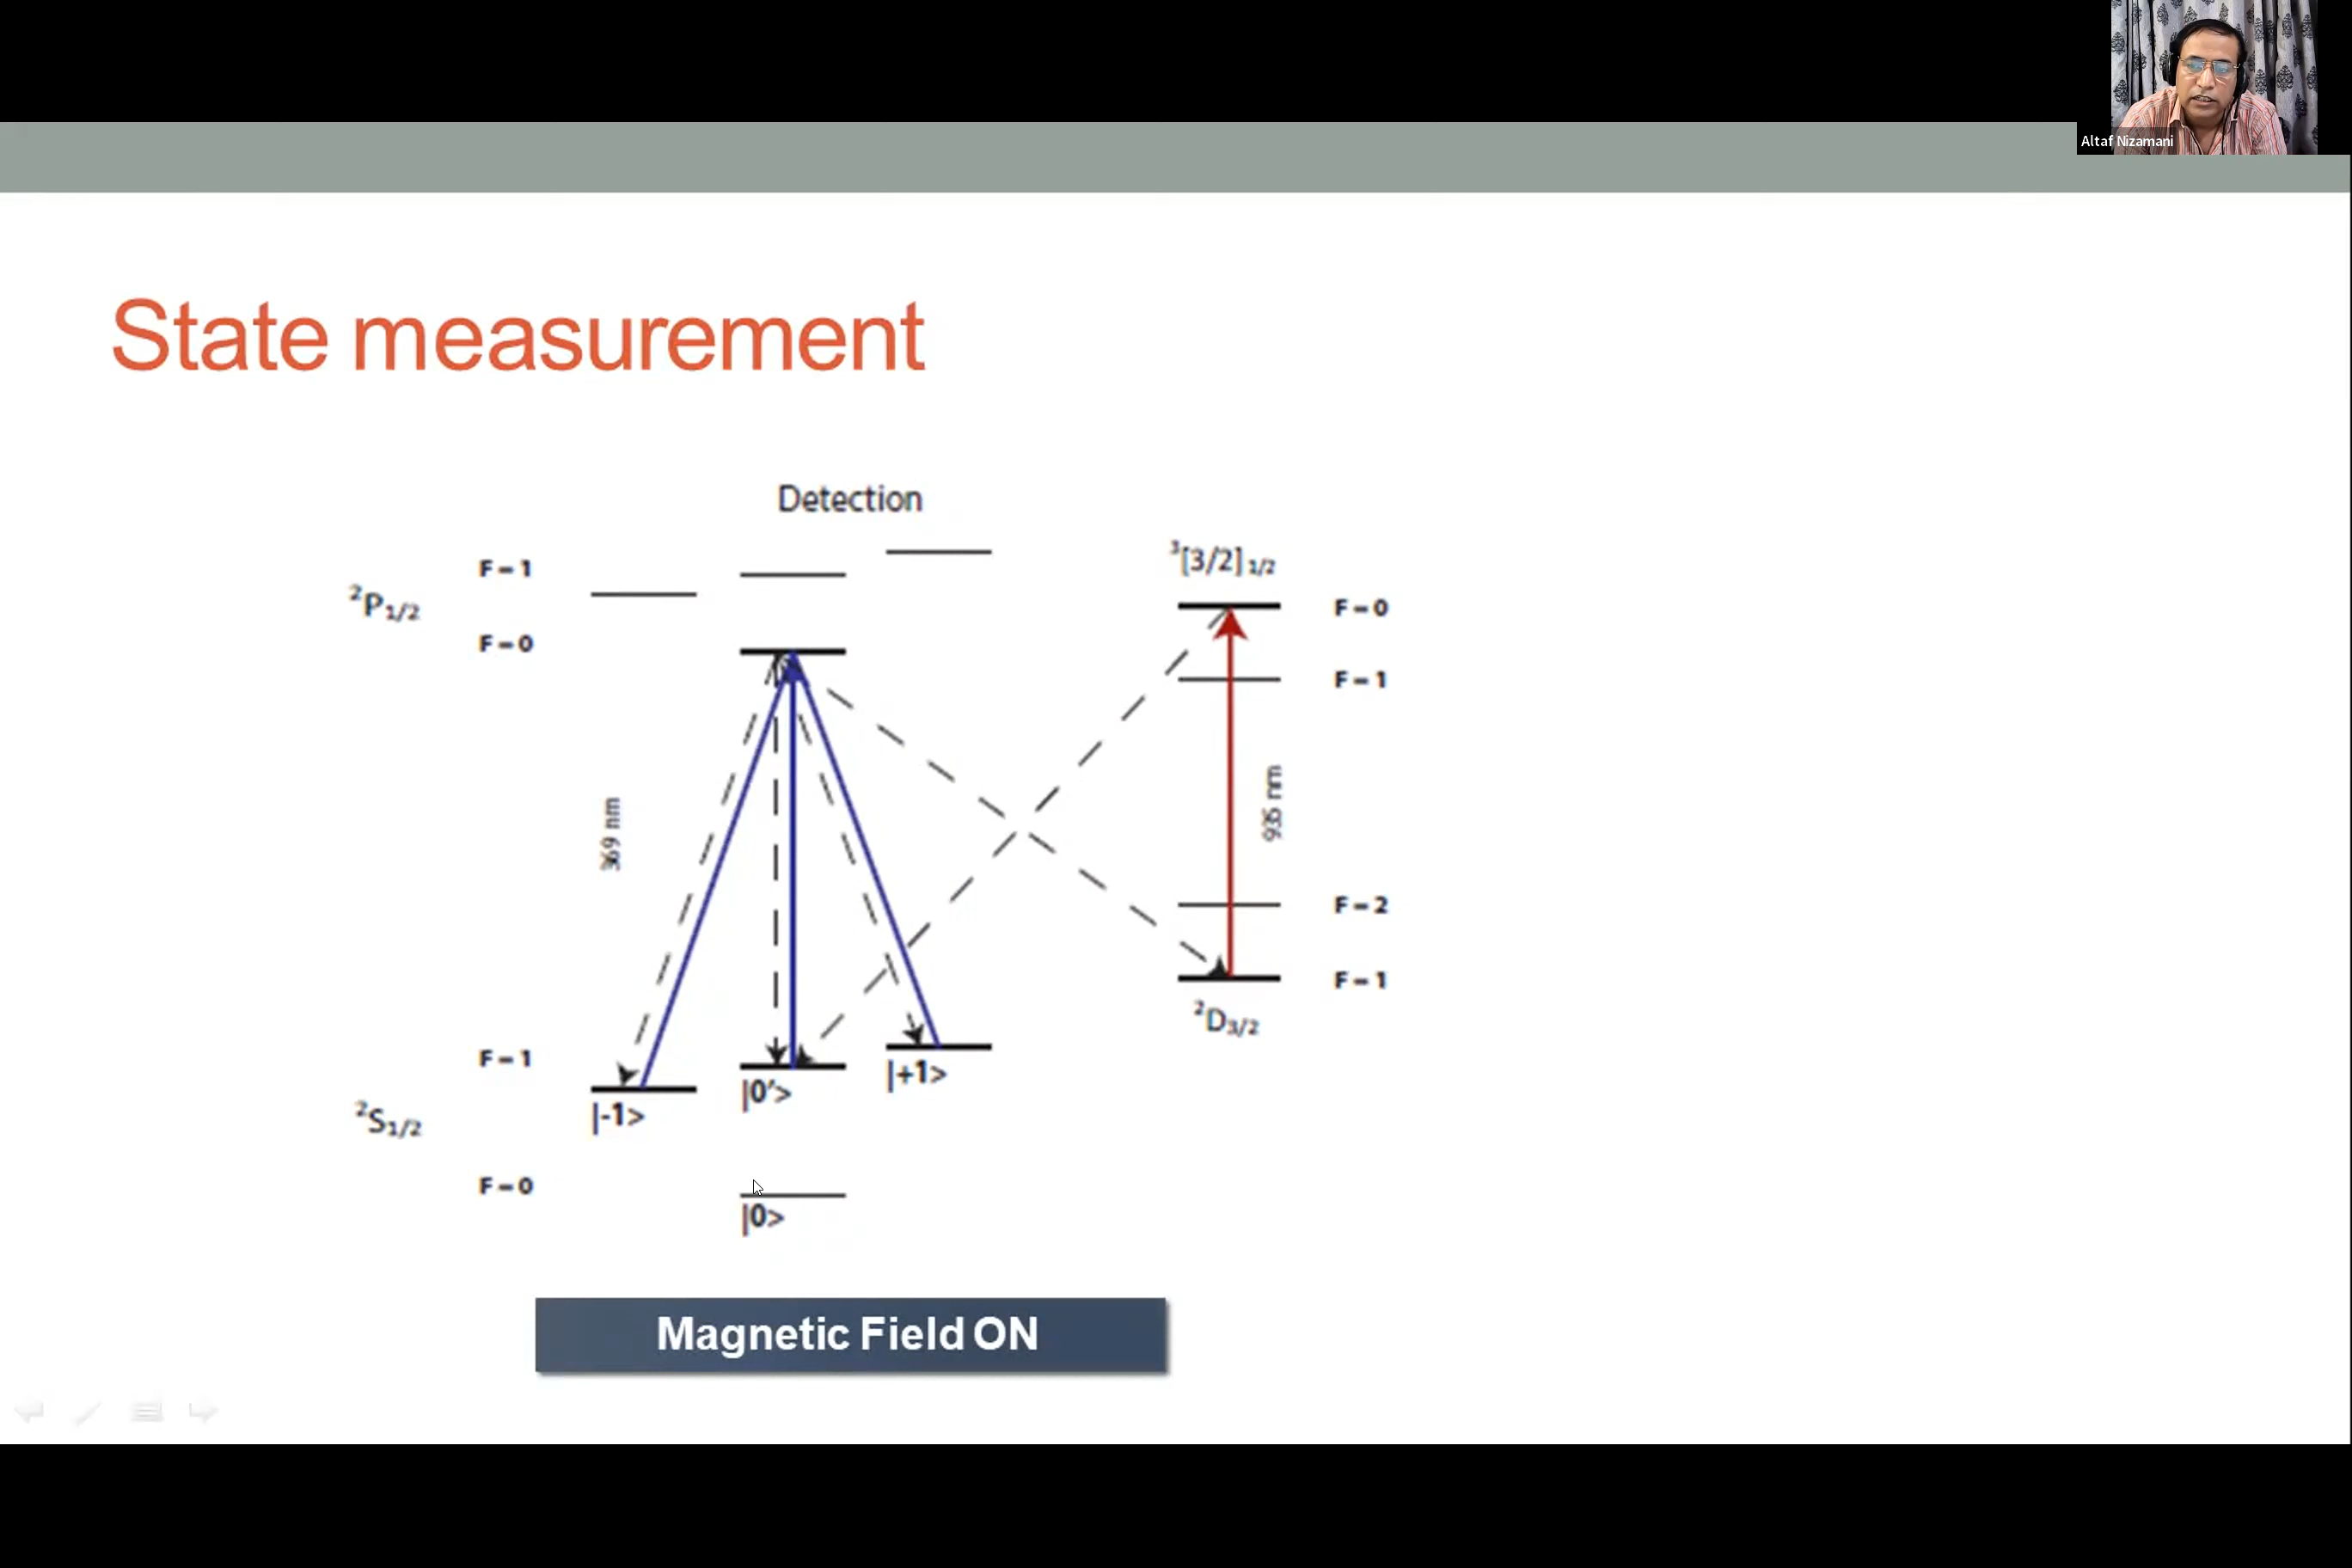 Altaf Nizamani
State measurement
Detection
F=1
²P₁/₂
F=0
³[3/2]₁/₂
F=0
F=1
369 nm
935 nm
F=2
F=1
²D₃/₂
F=1
|-1>
|0'>
|+1>
²S₁/₂
F=0
|0>
Magnetic Field ON